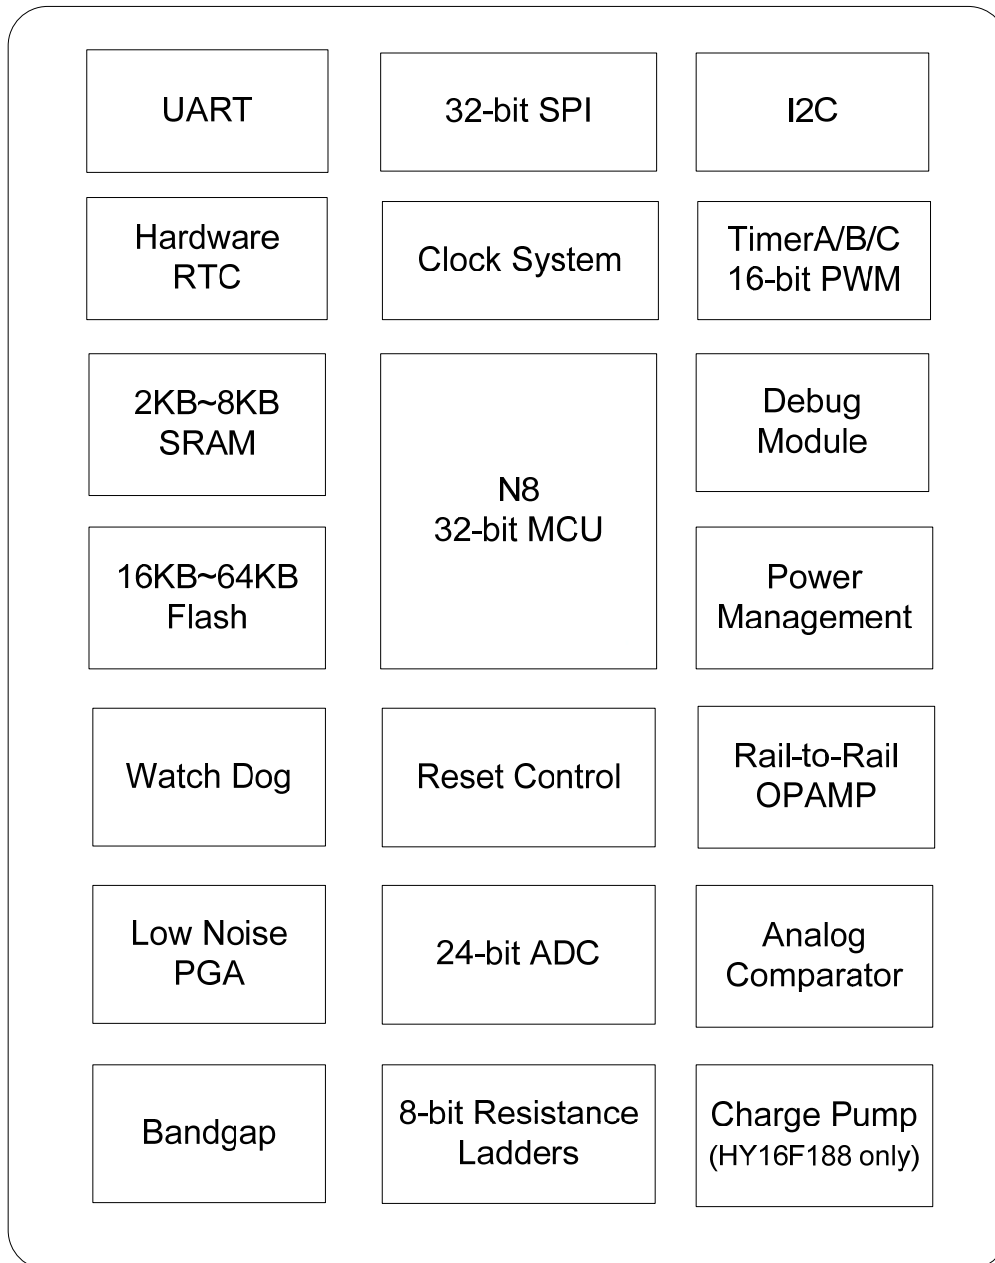 UART
32-bit SPI
I2C
Hardware
RTC
Clock System
TimerA/B/C
16-bit PWM
2KB~8KB
SRAM
N8
32-bit MCU
Debug
Module
16KB~64KB
Flash
Power
Management
Watch Dog
Reset Control
Rail-to-Rail
OPAMP
Low Noise
PGA
24-bit ADC
Analog
Comparator
Bandgap
8-bit Resistance
Ladders
Charge Pump
(HY16F188 only)